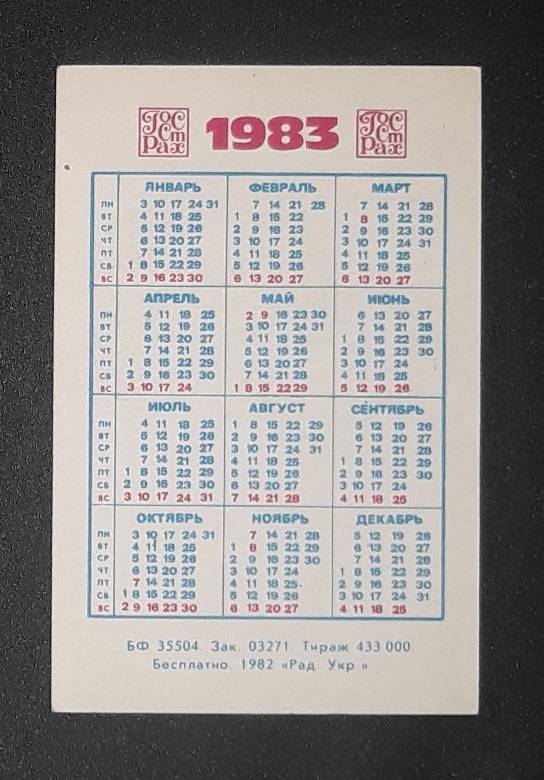 Гос Страх 1983 Гос Страх
ЯНВАРЬ ФЕВРАЛЬ МАРТ
ПН 3 10 17 24 31 7 14 21 28 7 14 21 28
ВТ 4 11 18 25 1 8 15 22 1 8 15 22 29
СР 5 12 19 26 2 9 16 23 2 9 16 23 30
ЧТ 6 13 20 27 3 10 17 24 3 10 17 24 31
ПТ 7 14 21 28 4 11 18 25 4 11 18 25
СБ 1 8 15 22 29 5 12 19 26 5 12 19 26
ВС 2 9 16 23 30 6 13 20 27 6 13 20 27
АПРЕЛЬ МАЙ ИЮНЬ
ПН 4 11 18 25 2 9 16 23 30 6 13 20 27
ВТ 5 12 19 26 3 10 17 24 31 7 14 21 28
СР 6 13 20 27 4 11 18 25 1 8 15 22 29
ЧТ 7 14 21 28 5 12 19 26 2 9 16 23 30
ПТ 1 8 15 22 29 6 13 20 27 3 10 17 24
СБ 2 9 16 23 30 7 14 21 28 4 11 18 25
ВС 3 10 17 24 1 8 15 22 29 5 12 19 26
ИЮЛЬ АВГУСТ СЕНТЯБРЬ
ПН 4 11 18 25 1 8 15 22 29 5 12 19 26
ВТ 5 12 19 26 2 9 16 23 30 6 13 20 27
СР 6 13 20 27 3 10 17 24 31 7 14 21 28
ЧТ 7 14 21 28 4 11 18 25 1 8 15 22 29
ПТ 1 8 15 22 29 5 12 19 26 2 9 16 23 30
СБ 2 9 16 23 30 6 13 20 27 3 10 17 24
ВС 3 10 17 24 31 7 14 21 28 4 11 18 25
ОКТЯБРЬ НОЯБРЬ ДЕКАБРЬ
ПН 3 10 17 24 31 7 14 21 28 5 12 19 26
ВТ 4 11 18 25 1 8 15 22 29 6 13 20 27
СР 5 12 19 26 2 9 16 23 30 7 14 21 28
ЧТ 6 13 20 27 3 10 17 24 1 8 15 22 29
ПТ 7 14 21 28 4 11 18 25 2 9 16 23 30
СБ 1 8 15 22 29 5 12 19 26 3 10 17 24 31
ВС 2 9 16 23 30 6 13 20 27 4 11 18 25
БФ 35504. Зак. 03271. Тираж 433 000.
Бесплатно. 1982 «Рад. Укр.»